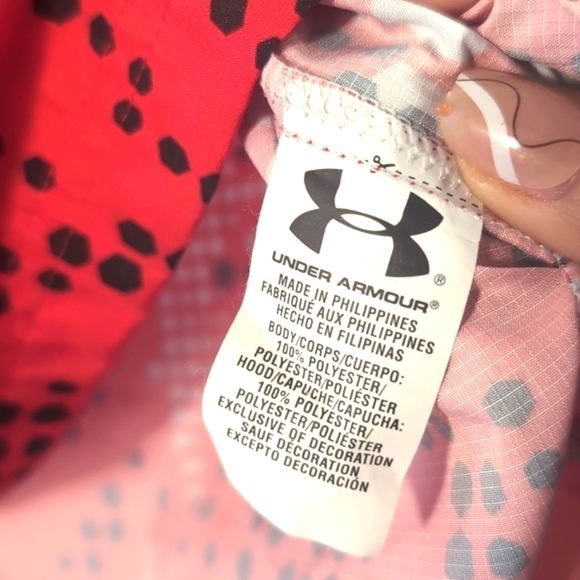 UNDER ARMOUR®
MADE IN PHILIPPINES
FABRIQUÉ AUX PHILIPPINES
HECHO EN FILIPINAS
BODY/CORPS/CUERPO:
100% POLYESTER/
POLYESTER/POLIÉSTER
HOOD/CAPUCHE/CAPUCHA:
100% POLYESTER/
POLYESTER/POLIÉSTER
EXCLUSIVE OF DECORATION
SAUF DÉCORATION
EXCEPTO DECORACIÓN